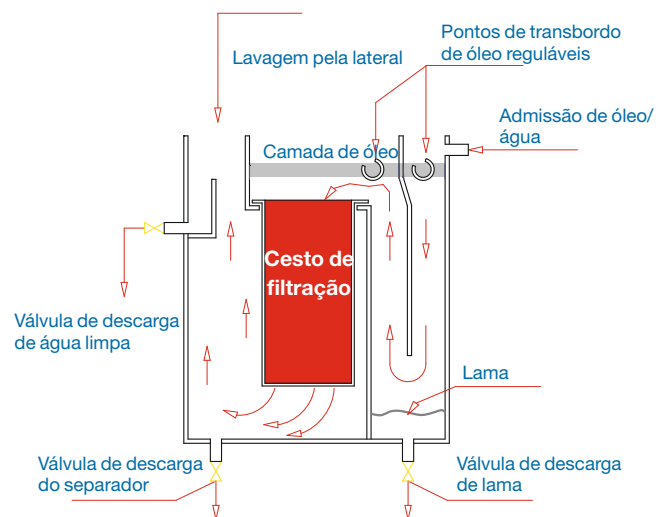 Lavagem pela lateral
Pontos de transbordo
de óleo reguláveis
Admissão de óleo/
água
Camada de óleo
Cesto de
filtração
Válvula de descarga
de água limpa
Lama
Válvula de descarga
do separador
Válvula de descarga
de lama